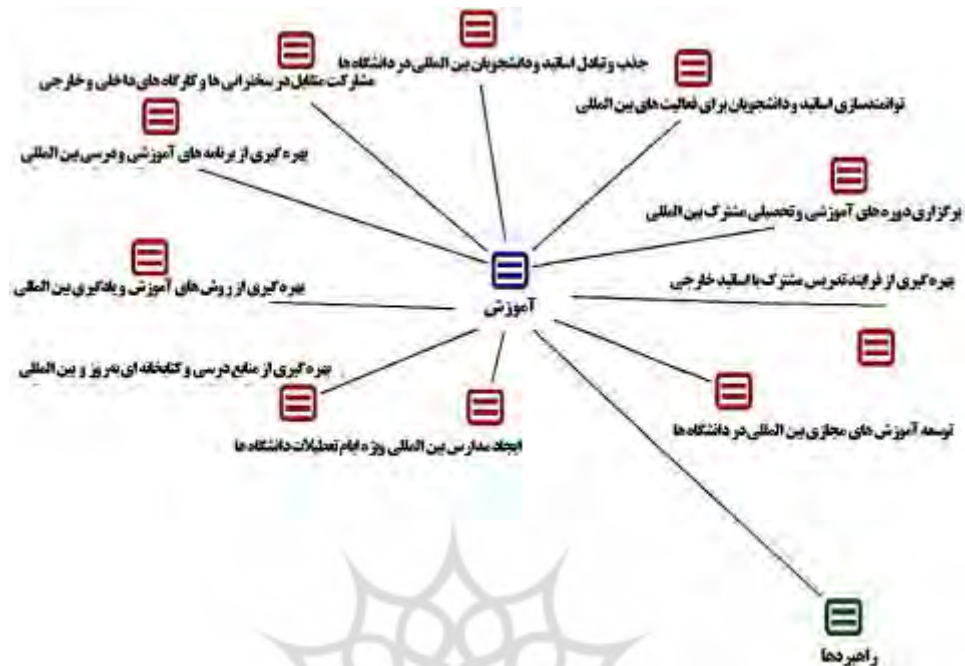 جذب و تبادل اساتید و دانشجویان بین المللی در دانشگاه ها
مشارکت متقابل در سخنرانی ها و کارگاه های داخلی و خارجی
توانمندسازی اساتید و دانشجویان برای فعالیت های بین المللی
بهره گیری از برنامه های آموزشی و درسی بین المللی
برگزاری دوره های آموزشی و تحصیلی مشترک بین المللی
بهره گیری از فرایند تدریس مشترک با اساتید خارجی
بهره گیری از روش های آموزش و یادگیری بین المللی
آموزش
بهره گیری از منابع درسی و کتابخانه ای به روز و بین المللی
توسعه آموزش های مجازی بین المللی در دانشگاه ها
ایجاد مدارس بین المللی ویژه ایام تعطیلات دانشگاه ها
راهبردها